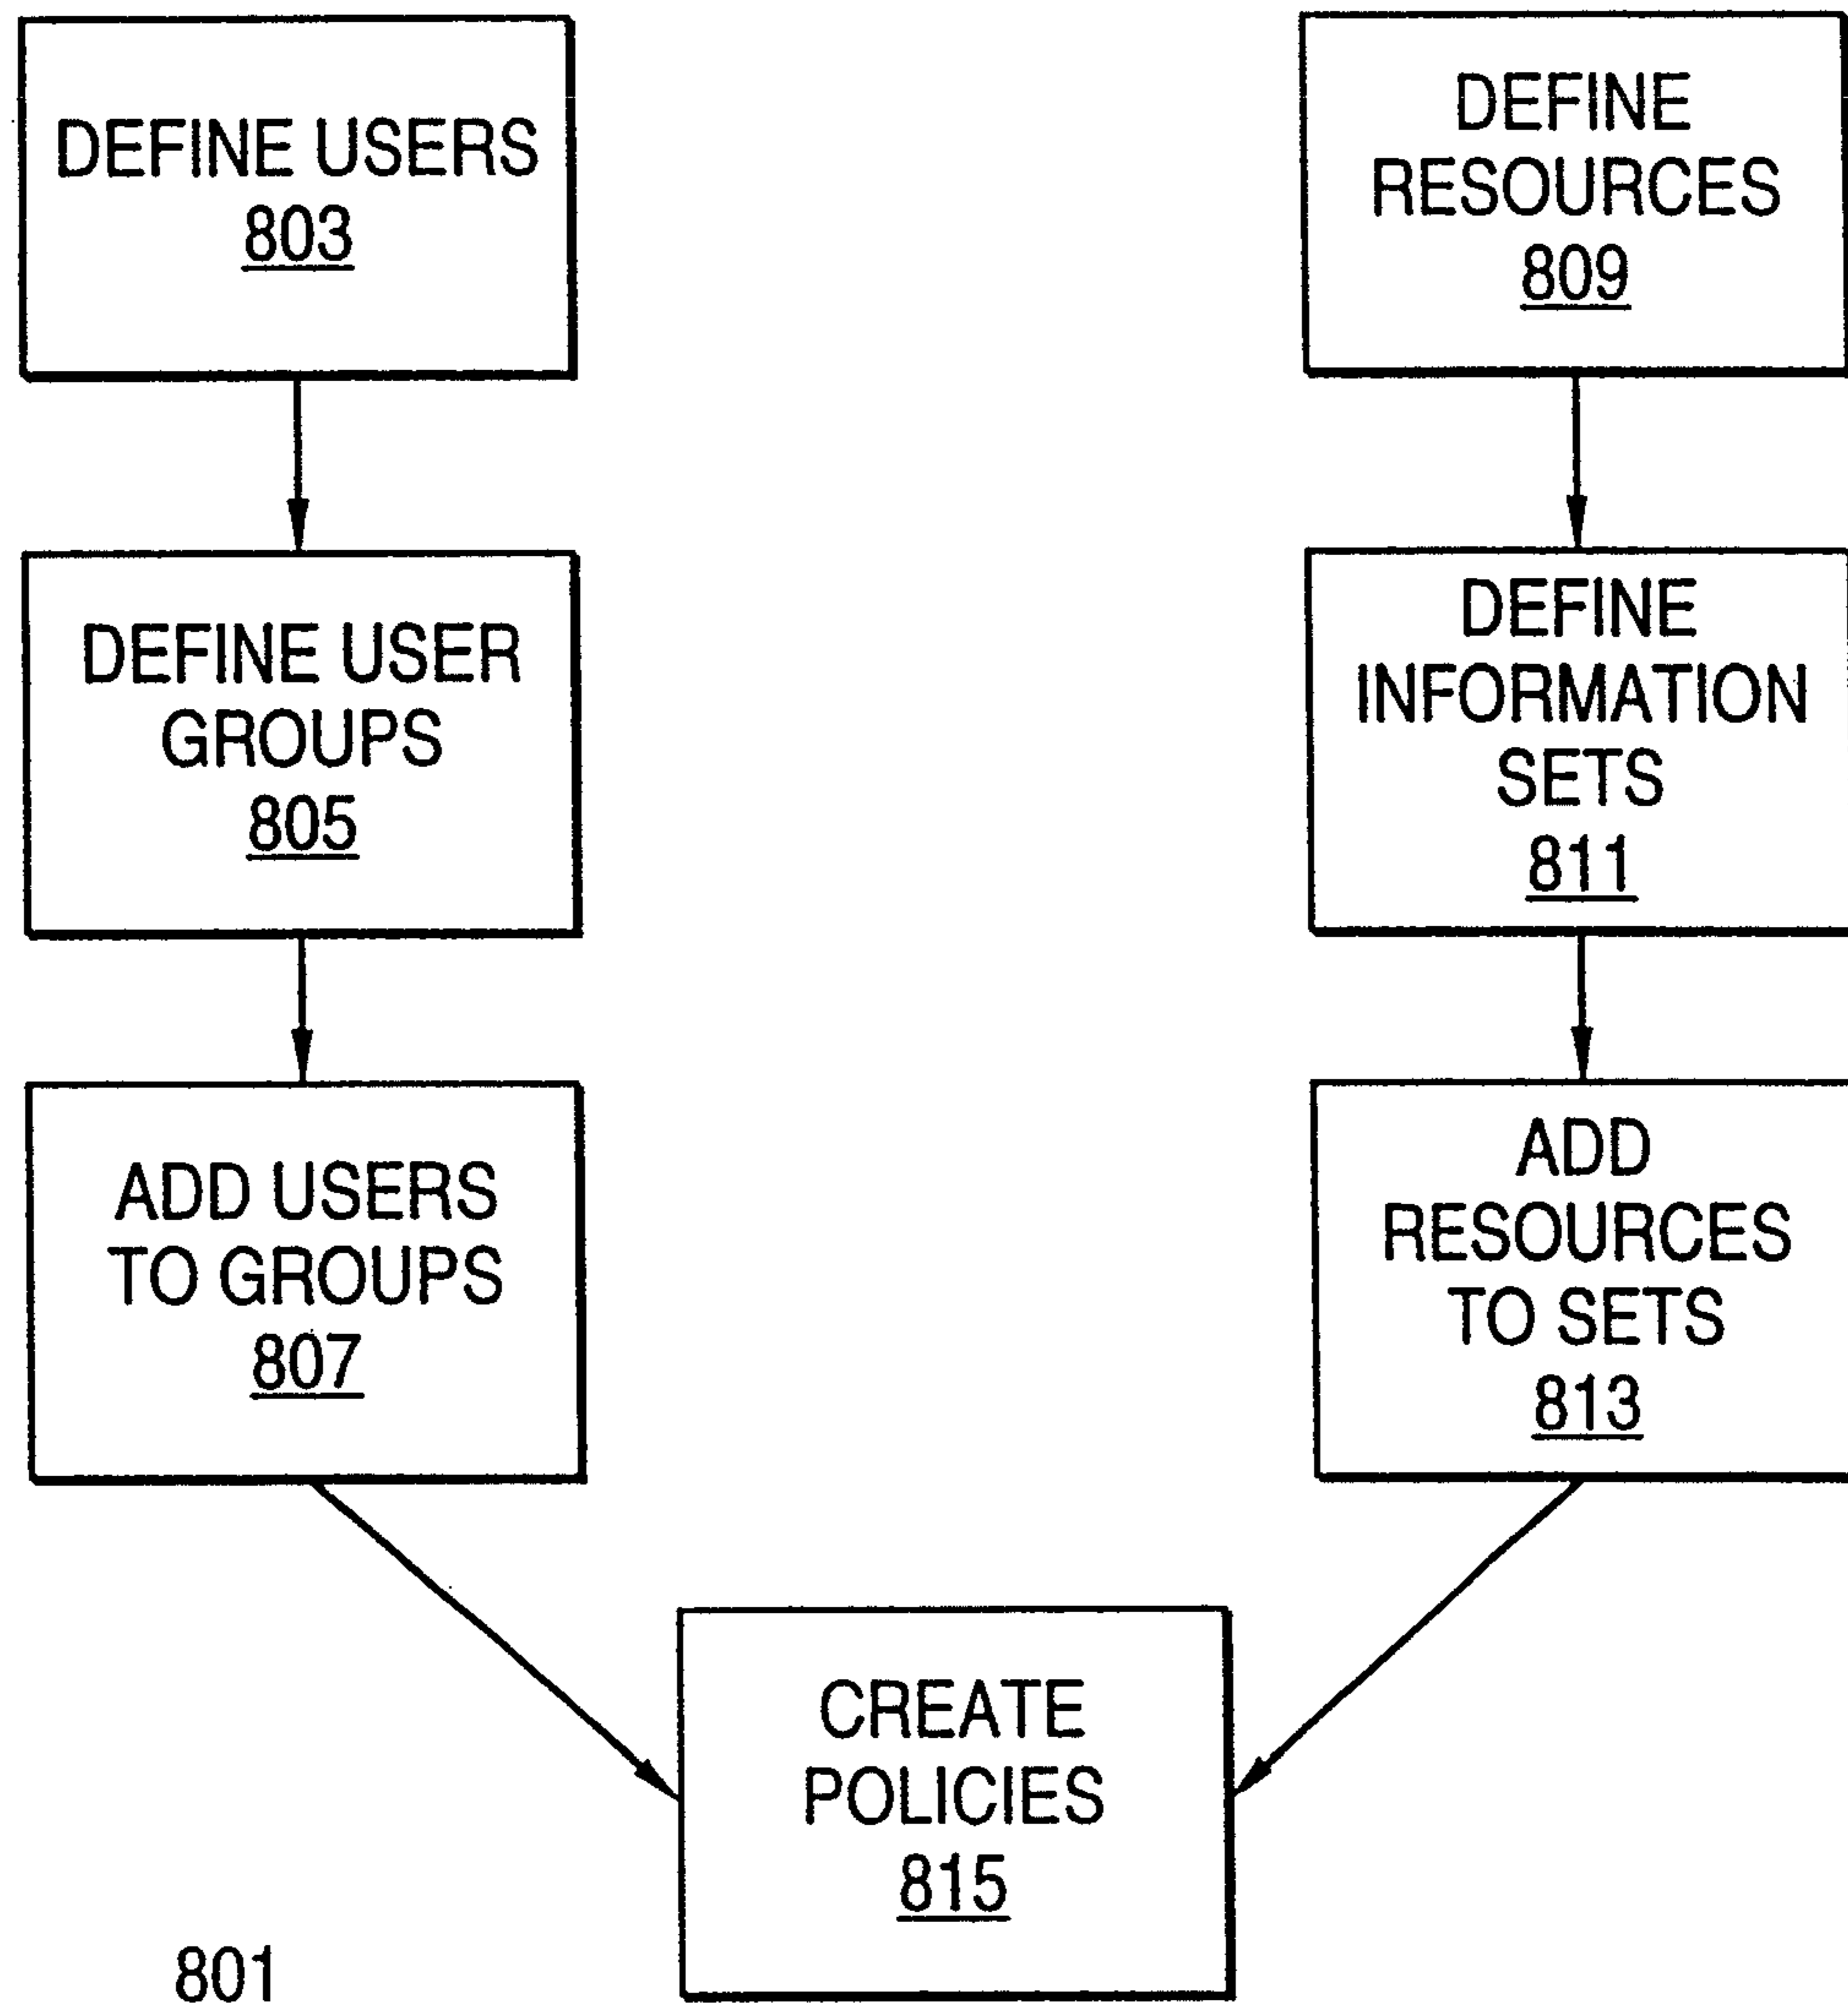 DEFINE USERS
803
DEFINE USER
GROUPS
805
ADD USERS
TO GROUPS
807
DEFINE
RESOURCES
809
DEFINE
INFORMATION
SETS
811
ADD
RESOURCES
TO SETS
813
CREATE
POLICIES
815
801